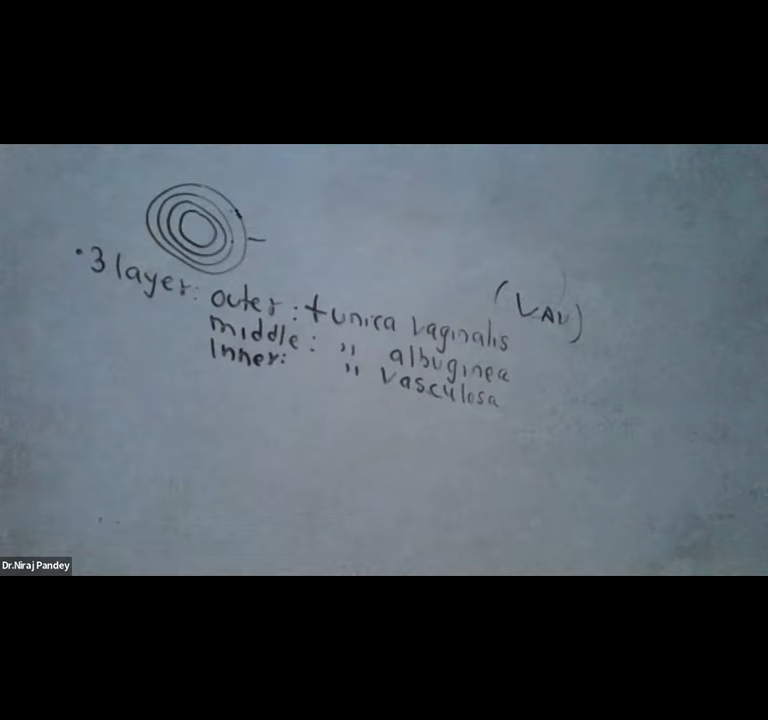 (VAV)
• 3 layer: outer: tunica vaginalis
middle: " albuginea
Inner: " vasculosa
Dr.Niraj Pandey